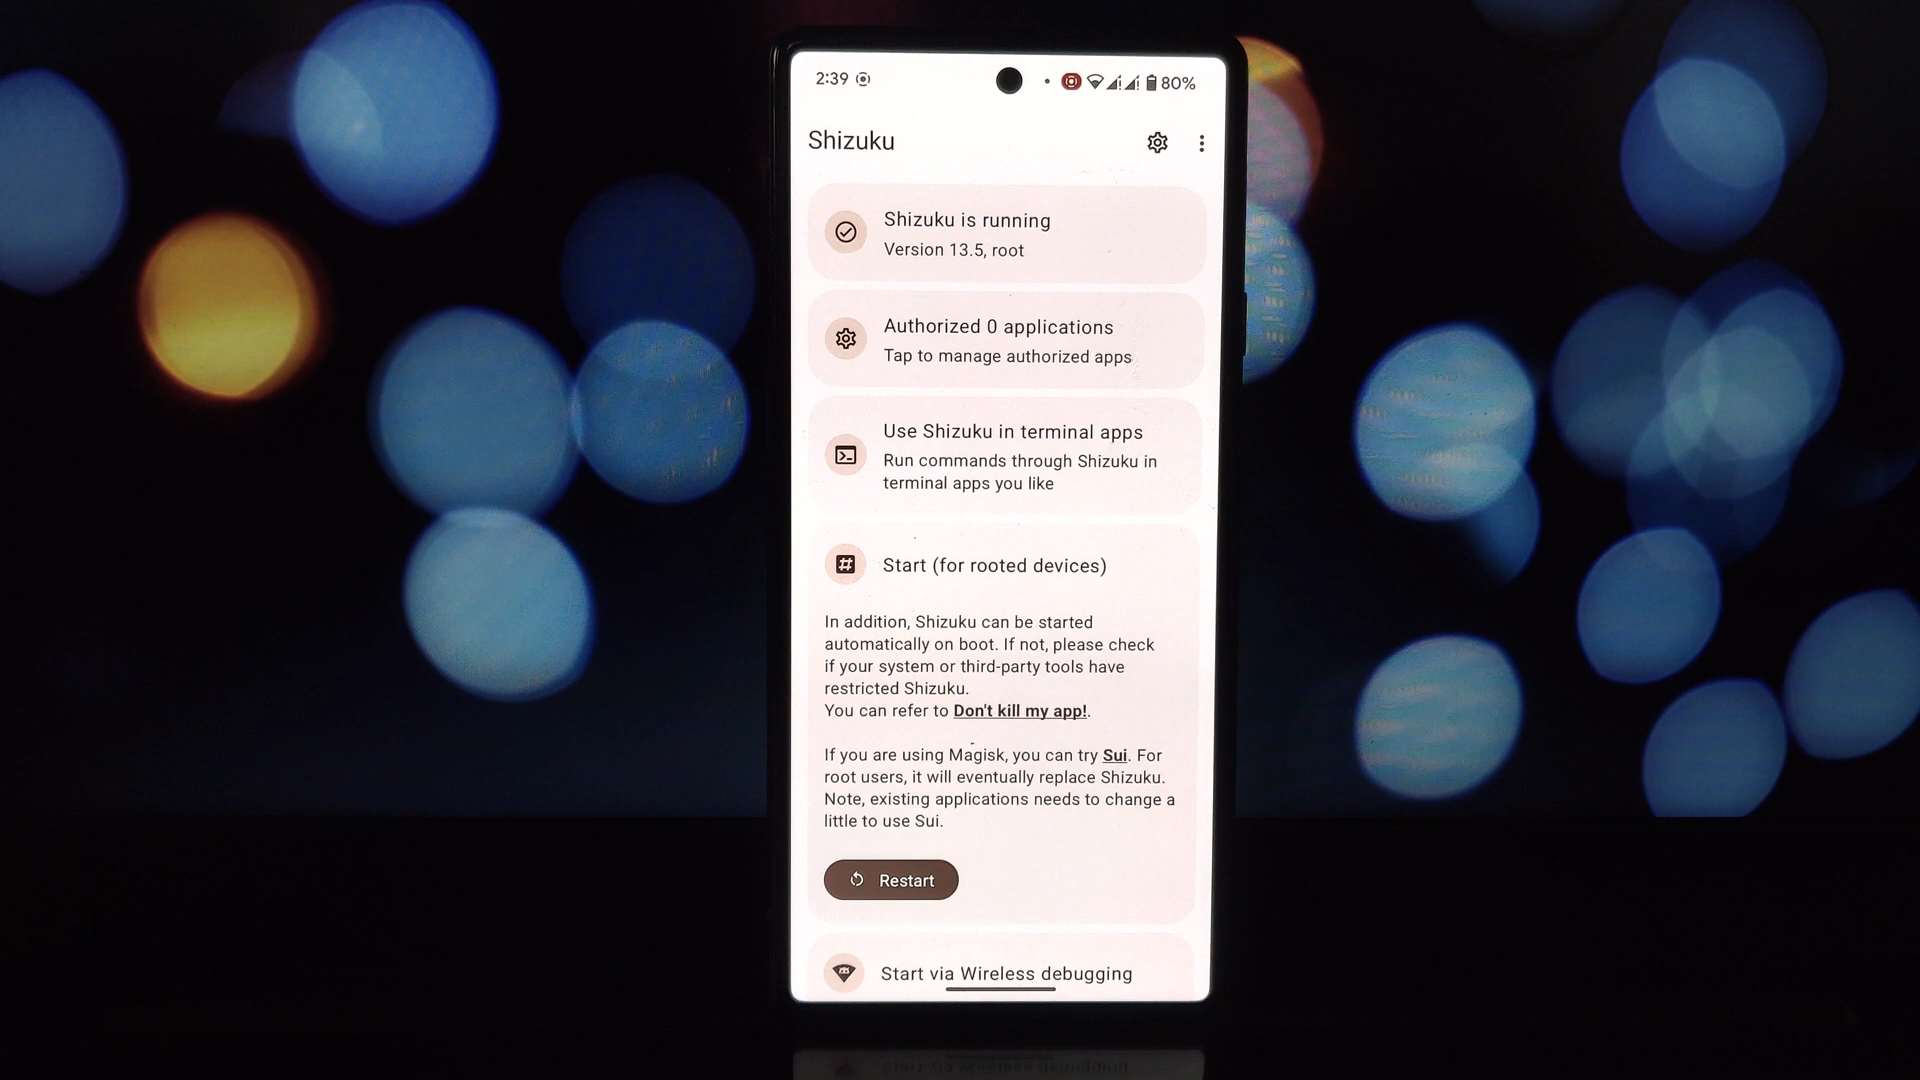 2:39
80%
Shizuku
Shizuku is running
Version 13.5, root
Authorized 0 applications
Tap to manage authorized apps
Use Shizuku in terminal apps
Run commands through Shizuku in
terminal apps you like
Start (for rooted devices)
In addition, Shizuku can be started
automatically on boot. If not, please check
if your system or third-party tools have
restricted Shizuku.
You can refer to Don't kill my app!.
If you are using Magisk, you can try Sui. For
root users, it will eventually replace Shizuku.
Note, existing applications needs to change a
little to use Sui.
Restart
Start via Wireless debugging